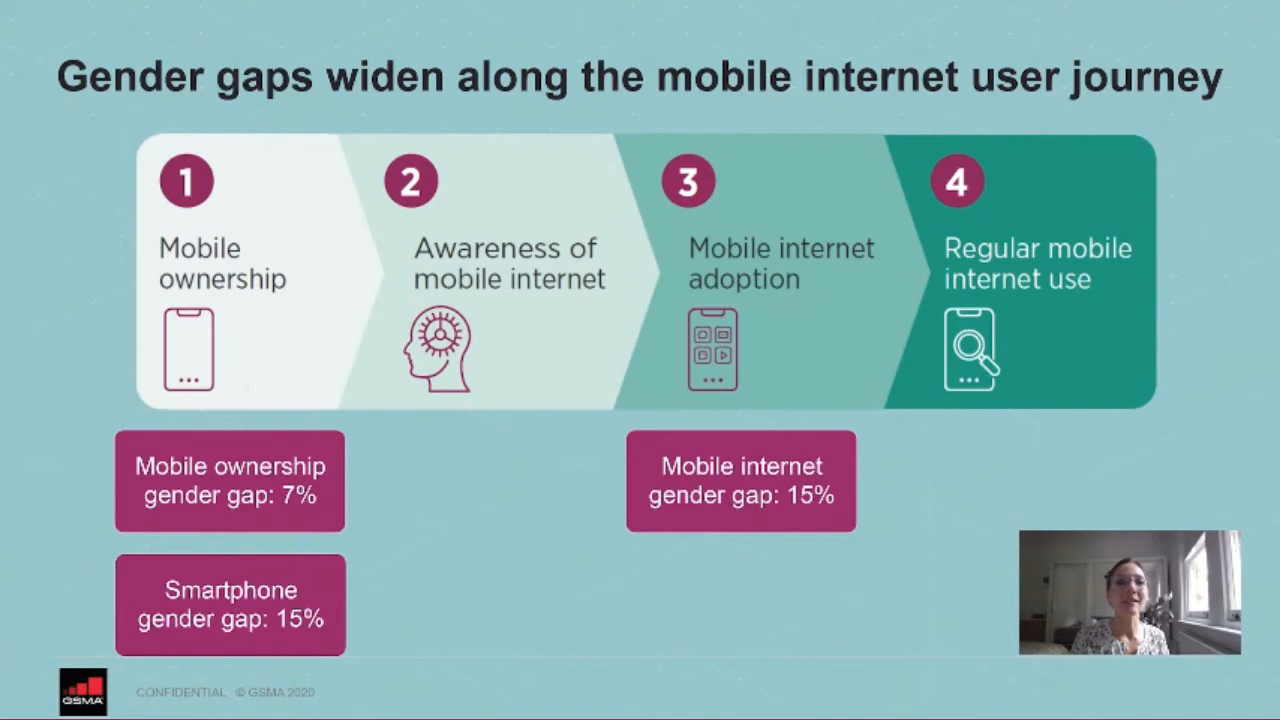 Gender gaps widen along the mobile internet user journey
1
Mobile
ownership
2
Awareness of
mobile internet
3
Mobile internet
adoption
4
Regular mobile
internet use
Mobile ownership
gender gap: 7%
Smartphone
gender gap: 15%
Mobile internet
gender gap: 15%
GSMA
CONFIDENTIAL © GSMA 2020